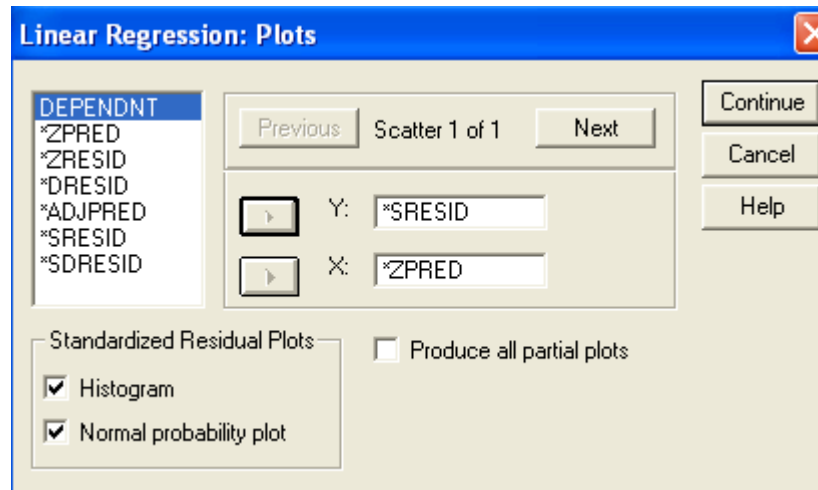 Linear Regression: Plots
DEPENDNT
*ZPRED
*ZRESID
*DRESID
*ADJPRED
*SRESID
*SDRESID
Previous
Scatter 1 of 1
Next
Y:
*SRESID
X:
*ZPRED
Continue
Cancel
Help
Standardized Residual Plots
Histogram
Normal probability plot
Produce all partial plots